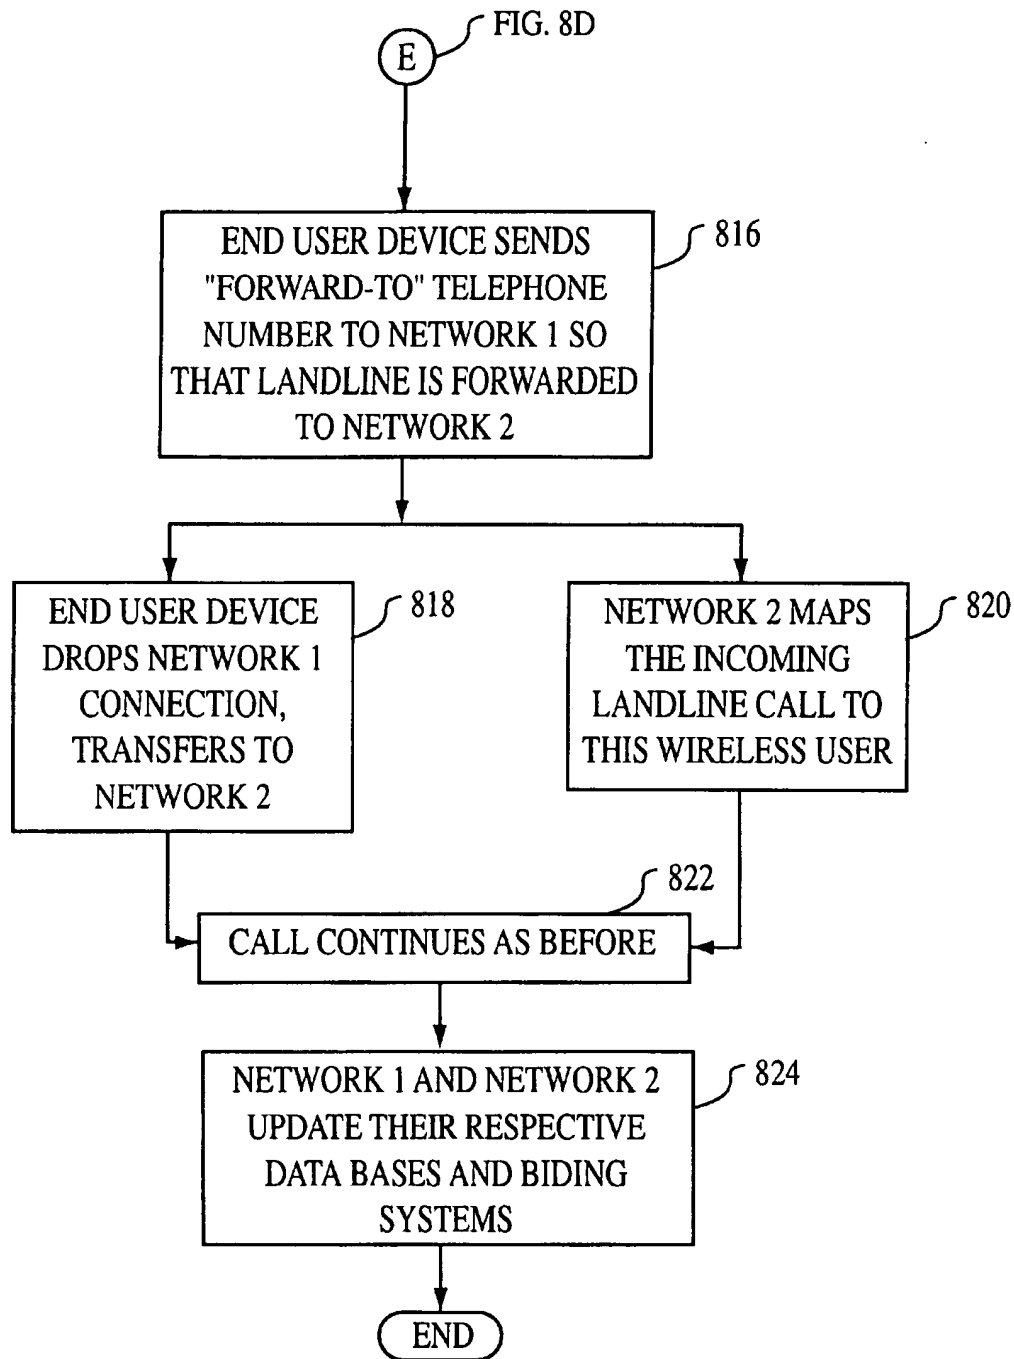 FIG. 8D
E
END USER DEVICE SENDS
"FORWARD-TO" TELEPHONE
NUMBER TO NETWORK 1 SO
THAT LANDLINE IS FORWARDED
TO NETWORK 2
816
END USER DEVICE
DROPS NETWORK 1
CONNECTION,
TRANSFERS TO
NETWORK 2
818
NETWORK 2 MAPS
THE INCOMING
LANDLINE CALL TO
THIS WIRELESS USER
820
822
CALL CONTINUES AS BEFORE
NETWORK 1 AND NETWORK 2
UPDATE THEIR RESPECTIVE
DATA BASES AND BIDING
SYSTEMS
824
END